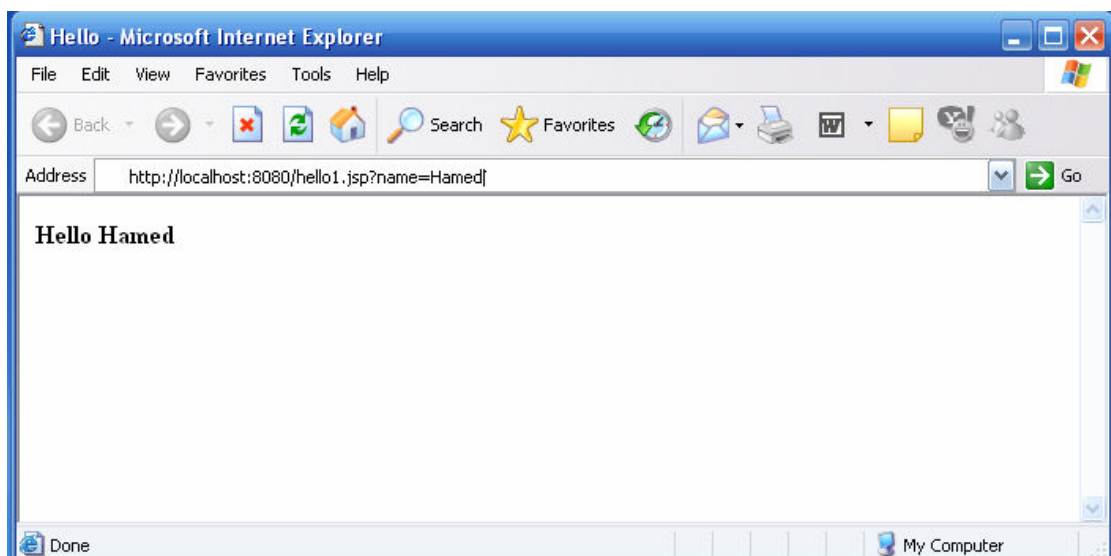 Hello - Microsoft Internet Explorer
File Edit View Favorites Tools Help
Back Search Favorites W
Address http://localhost:8080/hello1.jsp?name=Hamed Go
Hello Hamed
Done My Computer